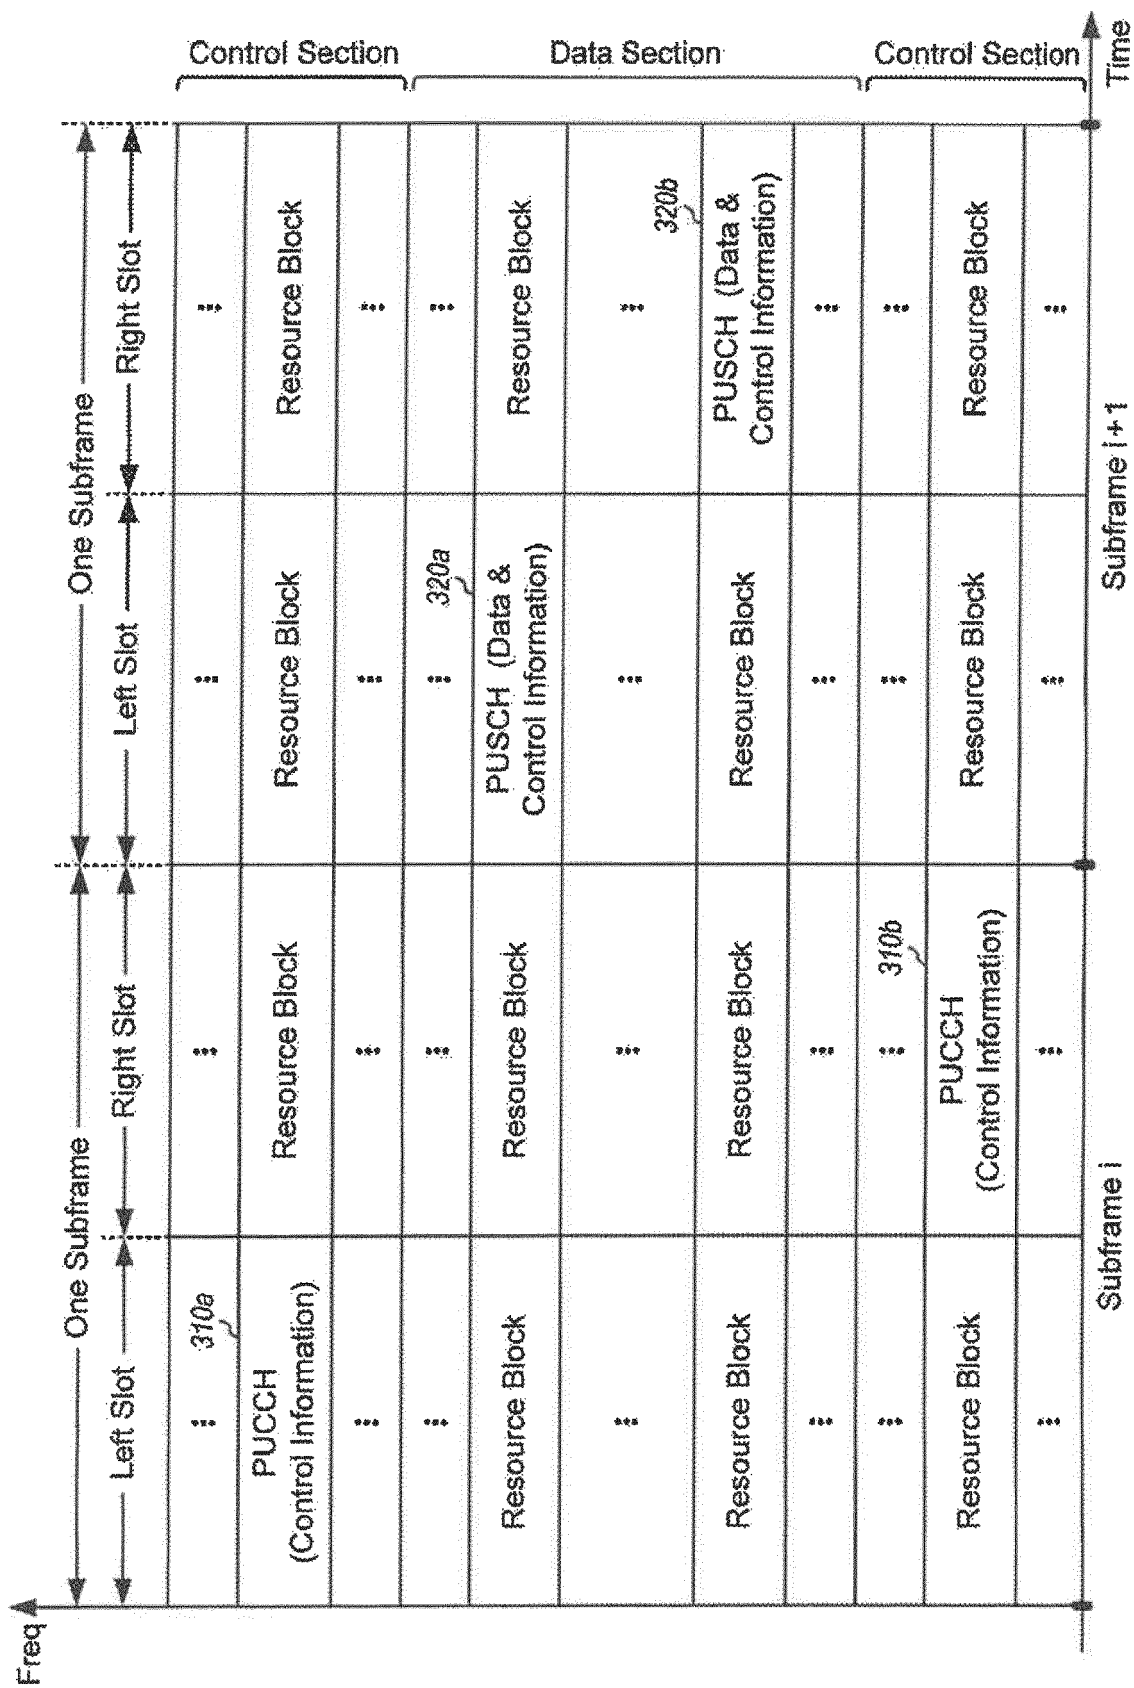 Freq
One Subframe
One Subframe
Left Slot
Right Slot
Left Slot
Right Slot
Control Section
Data Section
Control Section
...
310a
...
...
...
PUCCH
(Control Information)
Resource Block
Resource Block
Resource Block
...
...
...
...
...
...
...
320a
...
Resource Block
Resource Block
PUSCH (Data &
Control Information)
Resource Block
...
...
...
...
320b
Resource Block
Resource Block
Resource Block
PUSCH (Data &
Control Information)
...
...
...
...
...
...
310b
...
...
Resource Block
PUCCH
(Control Information)
Resource Block
Resource Block
...
...
...
...
Subframe i
Subframe i+1
Time